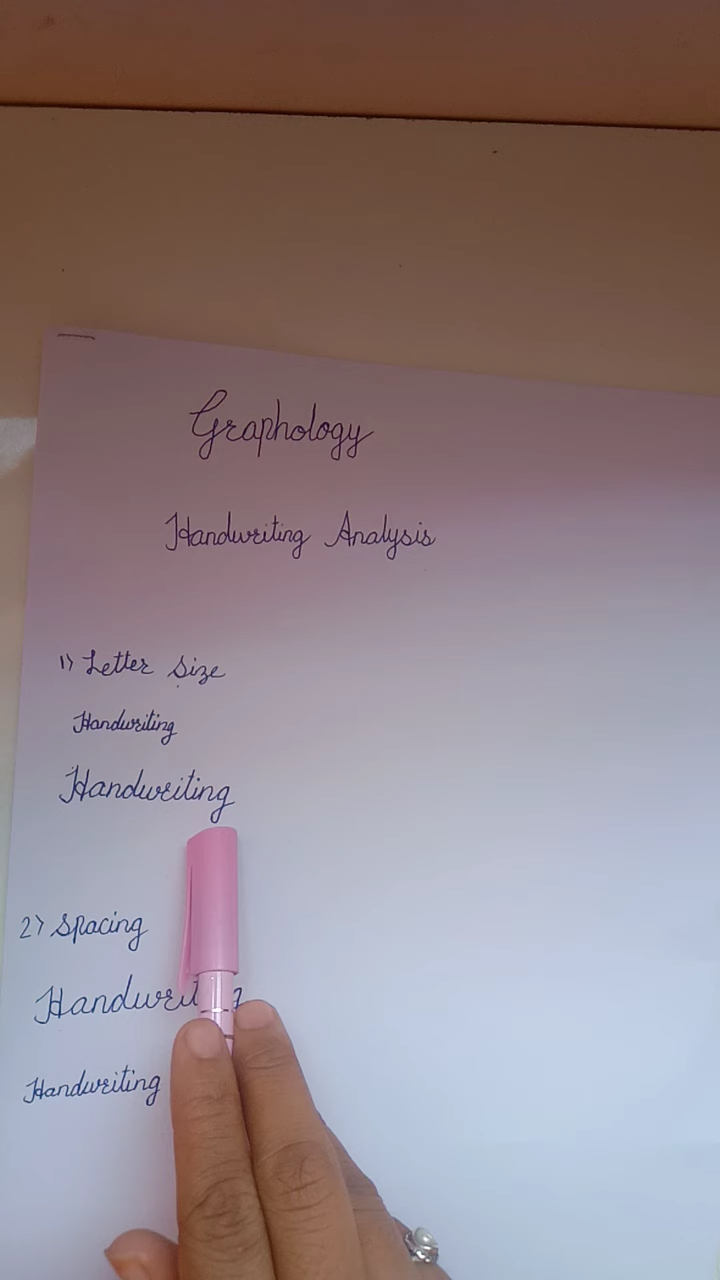 Graphology
Handwriting Analysis
1) Letter Size
Handwriting
Handwriting
2) Spacing
Handwriting